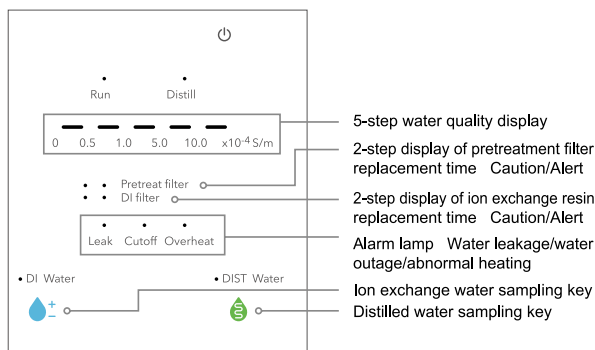 Run Distill
0 0.5 1.0 5.0 10.0 x10-4 S/m
5-step water quality display
Pretreat filter
DI filter
2-step display of pretreatment filter
replacement time Caution/Alert
2-step display of ion exchange resin
replacement time Caution/Alert
Leak Cutoff Overheat
Alarm lamp Water leakage/water
outage/abnormal heating
DI Water DIST Water
+
−
Ion exchange water sampling key
Distilled water sampling key